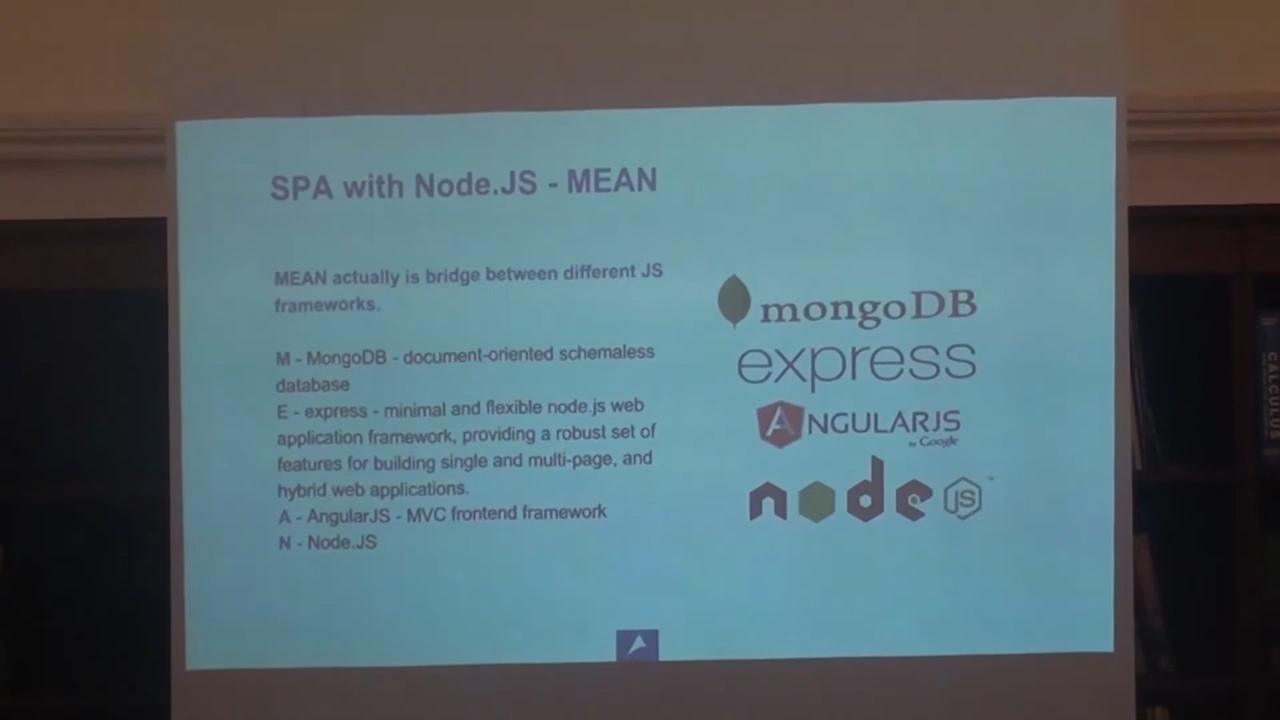 SPA with Node.JS - MEAN
MEAN actually is bridge between different JS
frameworks.
M - MongoDB - document-oriented schemaless
database
E - express - minimal and flexible node.js web
application framework, providing a robust set of
features for building single and multi-page, and
hybrid web applications.
A - AngularJS - MVC frontend framework
N - Node.JS
mongoDB
express
ANGULARJS
by Google
node JS
CALCULUS